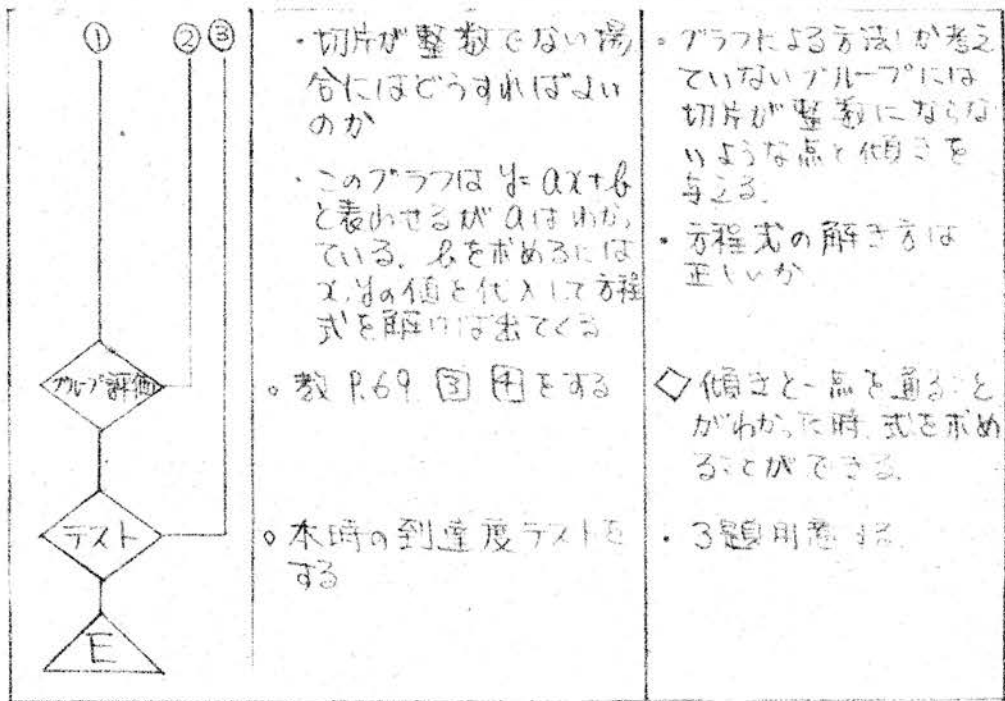 ① ② ③
・切片が整数でない場
合にはどうすればよい
のか
・このグラフは y=ax+b
と表わせるが aはわかっ
ている。bを求めるには
x,yの値を代入して方程
式を解けば出てくる
グループ評価
。教 P.69 ③ ④をする
テスト
。本時の到達度テストを
する
E
。グラフによる方法しか考え
ていないグループには
切片が整数にならな
いような点と傾きを
与える。
・方程式の解き方は
正しいか
◇傾きと一点を通ること
がわかった時、式を求め
ることができる。
・3題用意する。